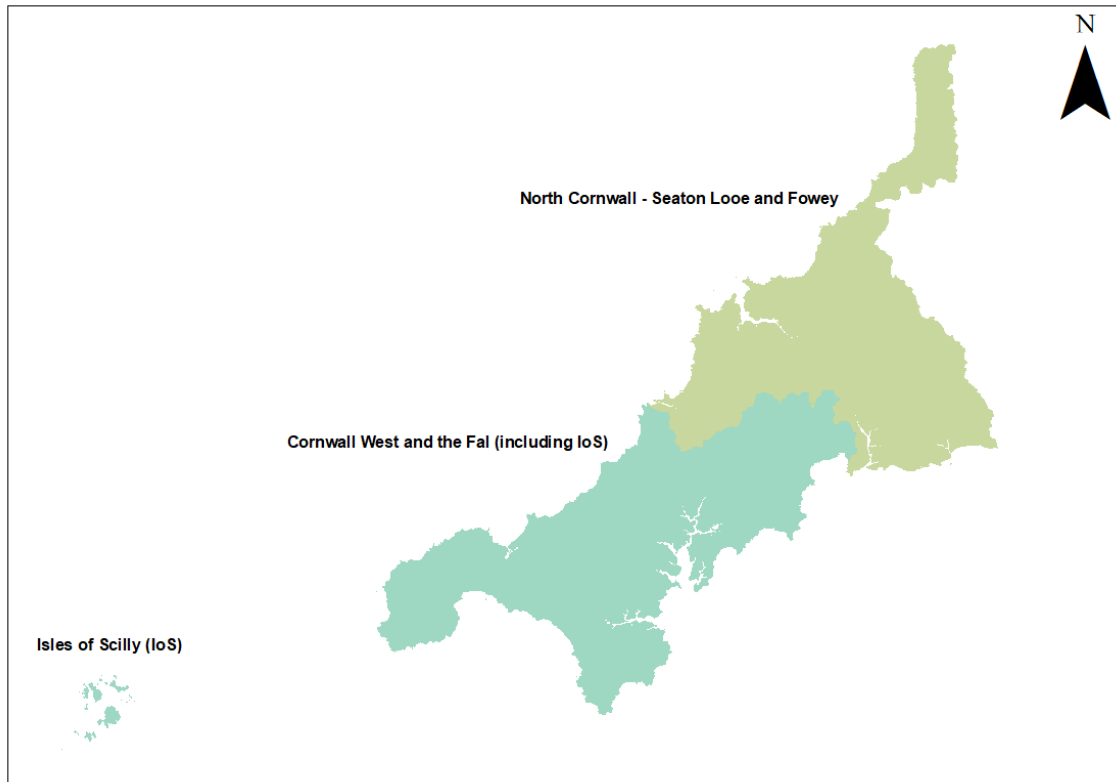 N
North Cornwall - Seaton Looe and Fowey
Cornwall West and the Fal (including IoS)
Isles of Scilly (IoS)